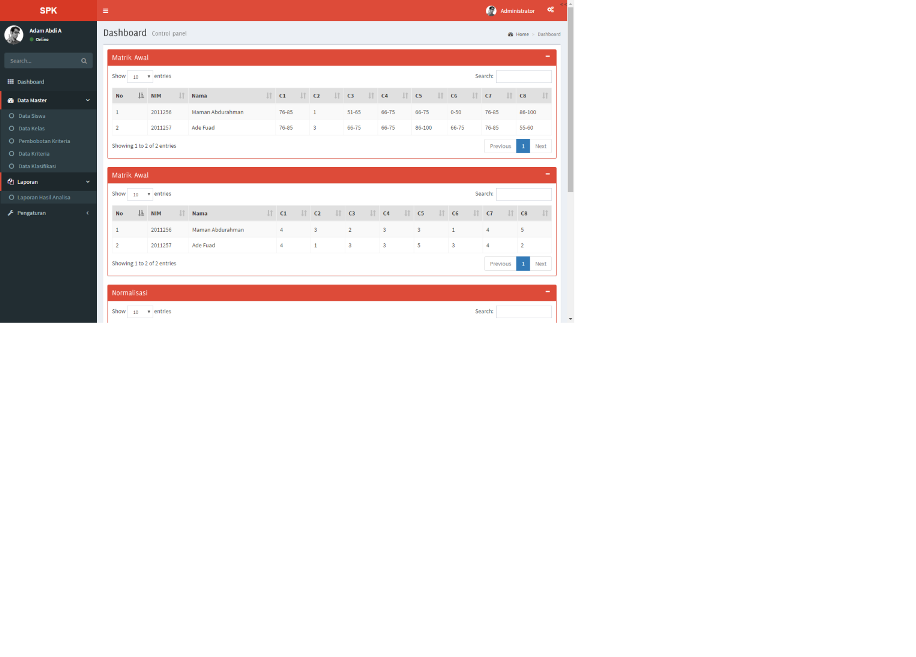 SPK
Administrator
Adam Abdi A
Online
Search...
Dashboard
Data Master
Data Siswa
Data Kelas
Pembobotan Kriteria
Data Kriteria
Data Klasifikasi
Laporan
Laporan Hasil Analisa
Pengaturan
Dashboard Control panel
Home > Dashboard
Matrik Awal
Show 10 entries Search:
No NIM Nama C1 C2 C3 C4 C5 C6 C7 C8
1 2011256 Maman Abdurahman 76-85 1 51-65 66-75 66-75 0-50 76-85 86-100
2 2011257 Ade Fuad 76-85 3 66-75 66-75 86-100 66-75 76-85
Showing 1 to 2 of 2 entries Previous 1 Next
Matrik Awal
Show 10 entries Search:
No NIM Nama C1 C2 C3 C4 C5 C6 C7 C8
1 2011256 Maman Abdurahman 4 3 2 3 3 1 4 5
2 2011257 Ade Fuad 4 1 3 3 5 3 4 2
Showing 1 to 2 of 2 entries Previous 1 Next
Normalisasi
Show 10 entries Search: